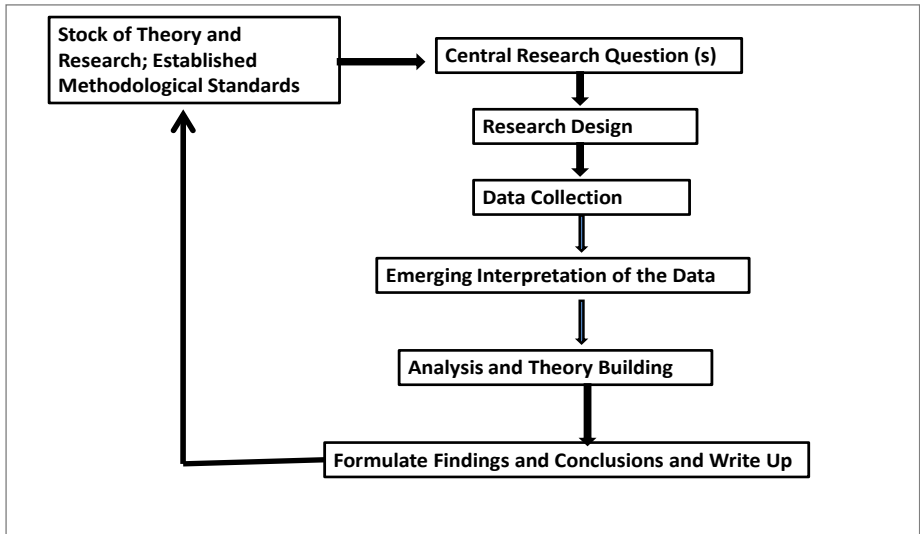 Stock of Theory and
Research; Established
Methodological Standards
Central Research Question (s)
Research Design
Data Collection
Emerging Interpretation of the Data
Analysis and Theory Building
Formulate Findings and Conclusions and Write Up